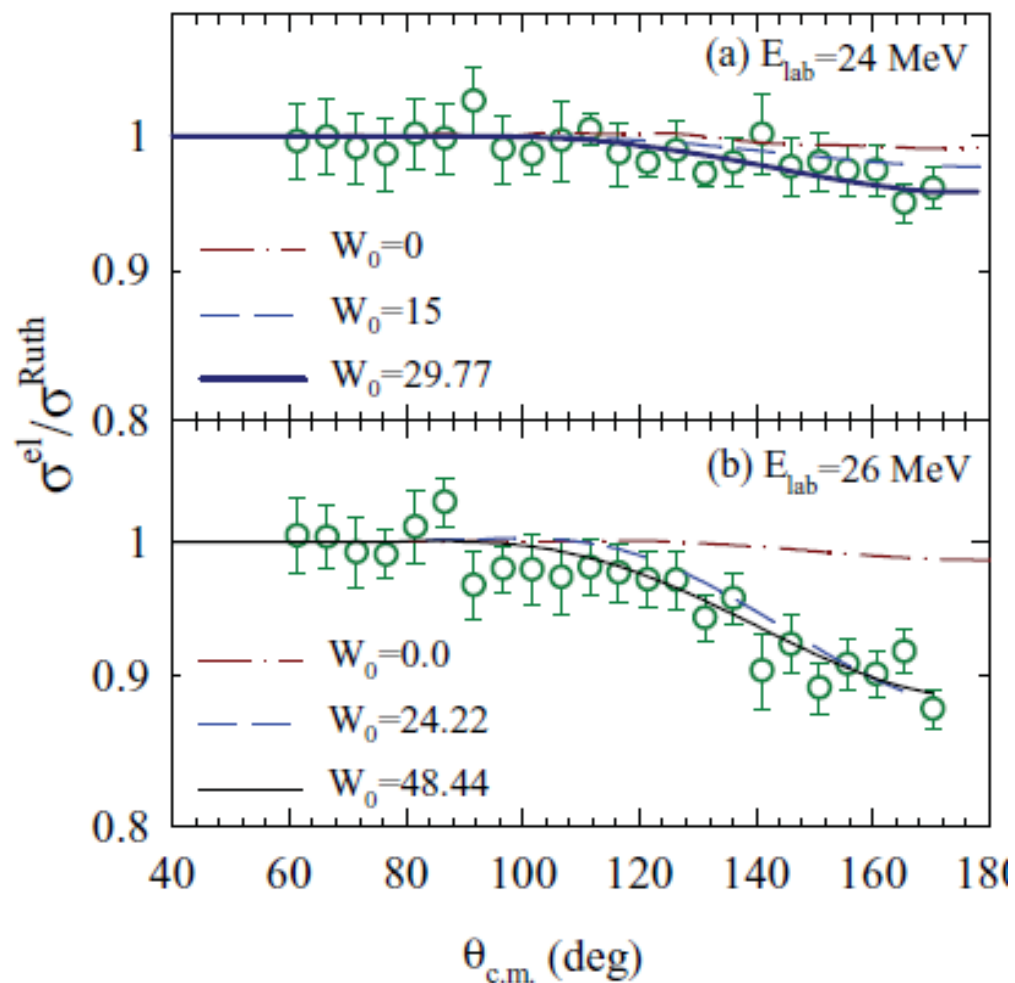 (a) E_lab=24 MeV
1
W_0=0
0.9
W_0=15
W_0=29.77
0.8
σ^el/σ^Ruth
(b) E_lab=26 MeV
1
W_0=0.0
0.9
W_0=24.22
W_0=48.44
0.8
40 60 80 100 120 140 160 180
θ_c.m. (deg)